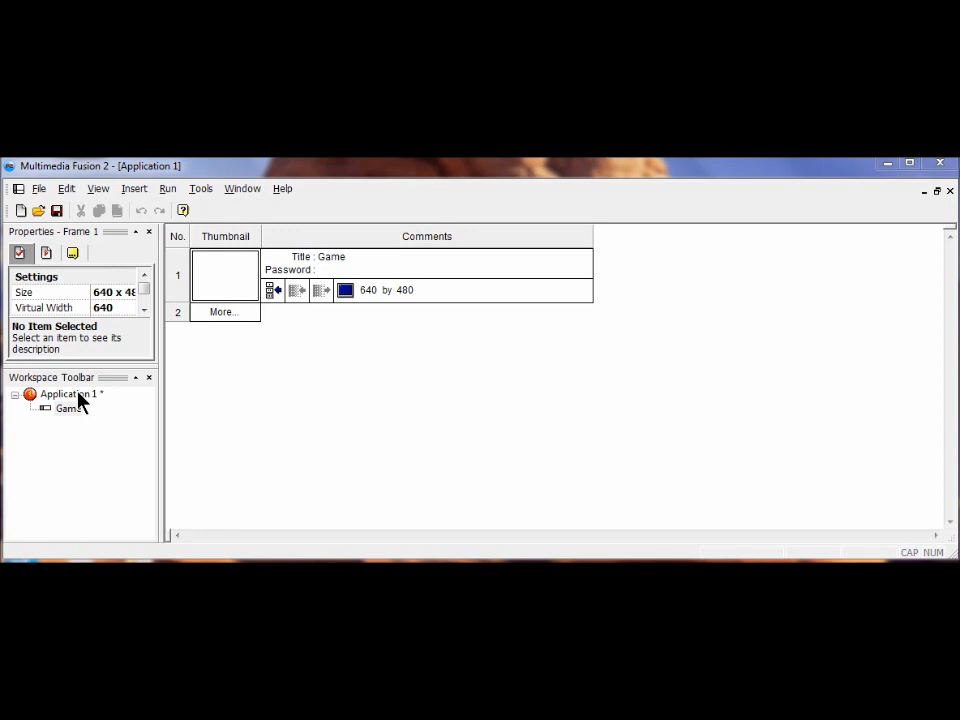 Multimedia Fusion 2 - [Application 1]
File Edit View Insert Run Tools Window Help
Properties - Frame 1
Settings
Size 640 x 48
Virtual Width 640
No Item Selected
Select an item to see its
description
Workspace Toolbar
Application 1 *
Game
No. Thumbnail Comments
1
Title : Game
Password :
640 by 480
2 More...
CAP NUM